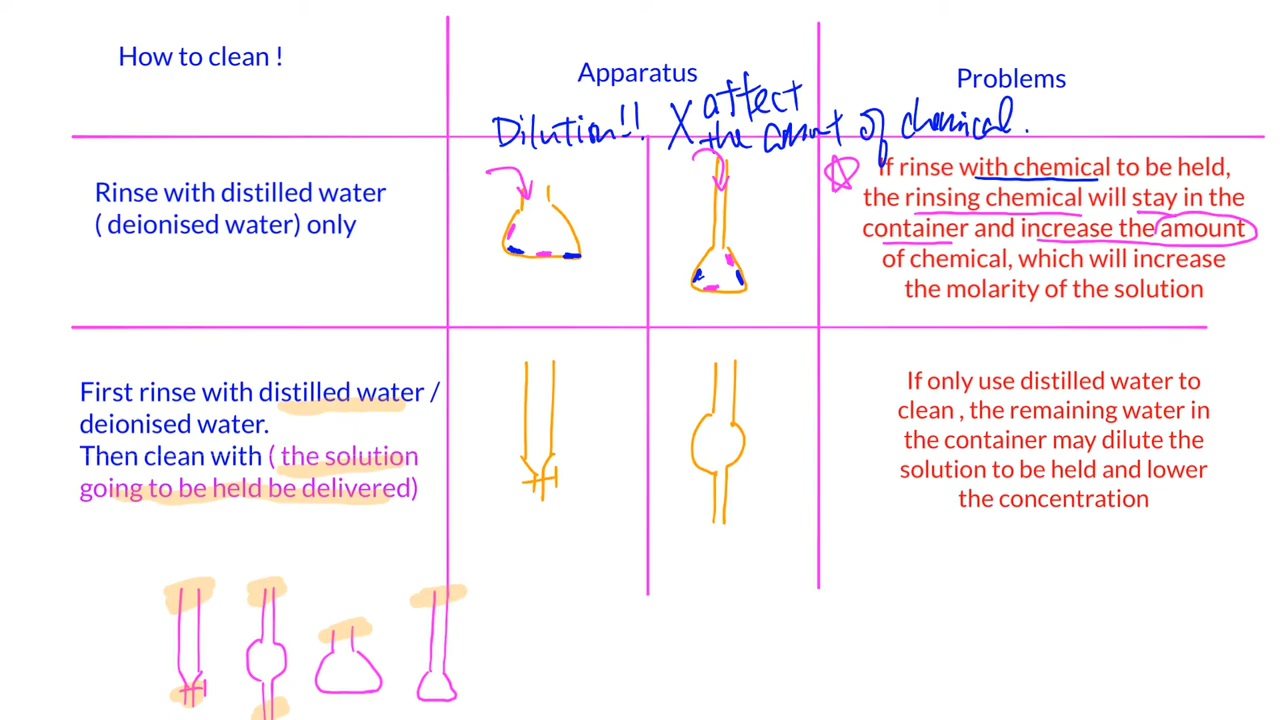 How to clean !
Apparatus
Problems
Dilution!! X affect
the amount of chemical.
Rinse with distilled water
( deionised water) only
If rinse with chemical to be held,
the rinsing chemical will stay in the
container and increase the amount
of chemical, which will increase
the molarity of the solution
First rinse with distilled water /
deionised water.
Then clean with ( the solution
going to be held be delivered)
If only use distilled water to
clean , the remaining water in
the container may dilute the
solution to be held and lower
the concentration